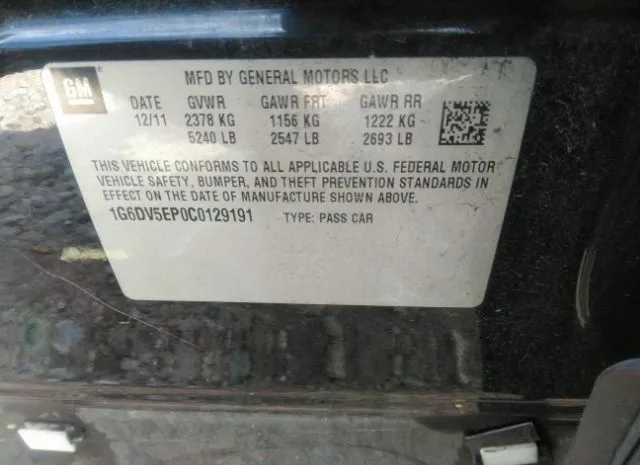 GM
MFD BY GENERAL MOTORS LLC
DATE GVWR GAWR FRT GAWR RR
12/11 2378 KG 1156 KG 1222 KG
5240 LB 2547 LB 2693 LB
THIS VEHICLE CONFORMS TO ALL APPLICABLE U.S. FEDERAL MOTOR
VEHICLE SAFETY, BUMPER, AND THEFT PREVENTION STANDARDS IN
EFFECT ON THE DATE OF MANUFACTURE SHOWN ABOVE.
1G6DV5EP0C0129191 TYPE: PASS CAR